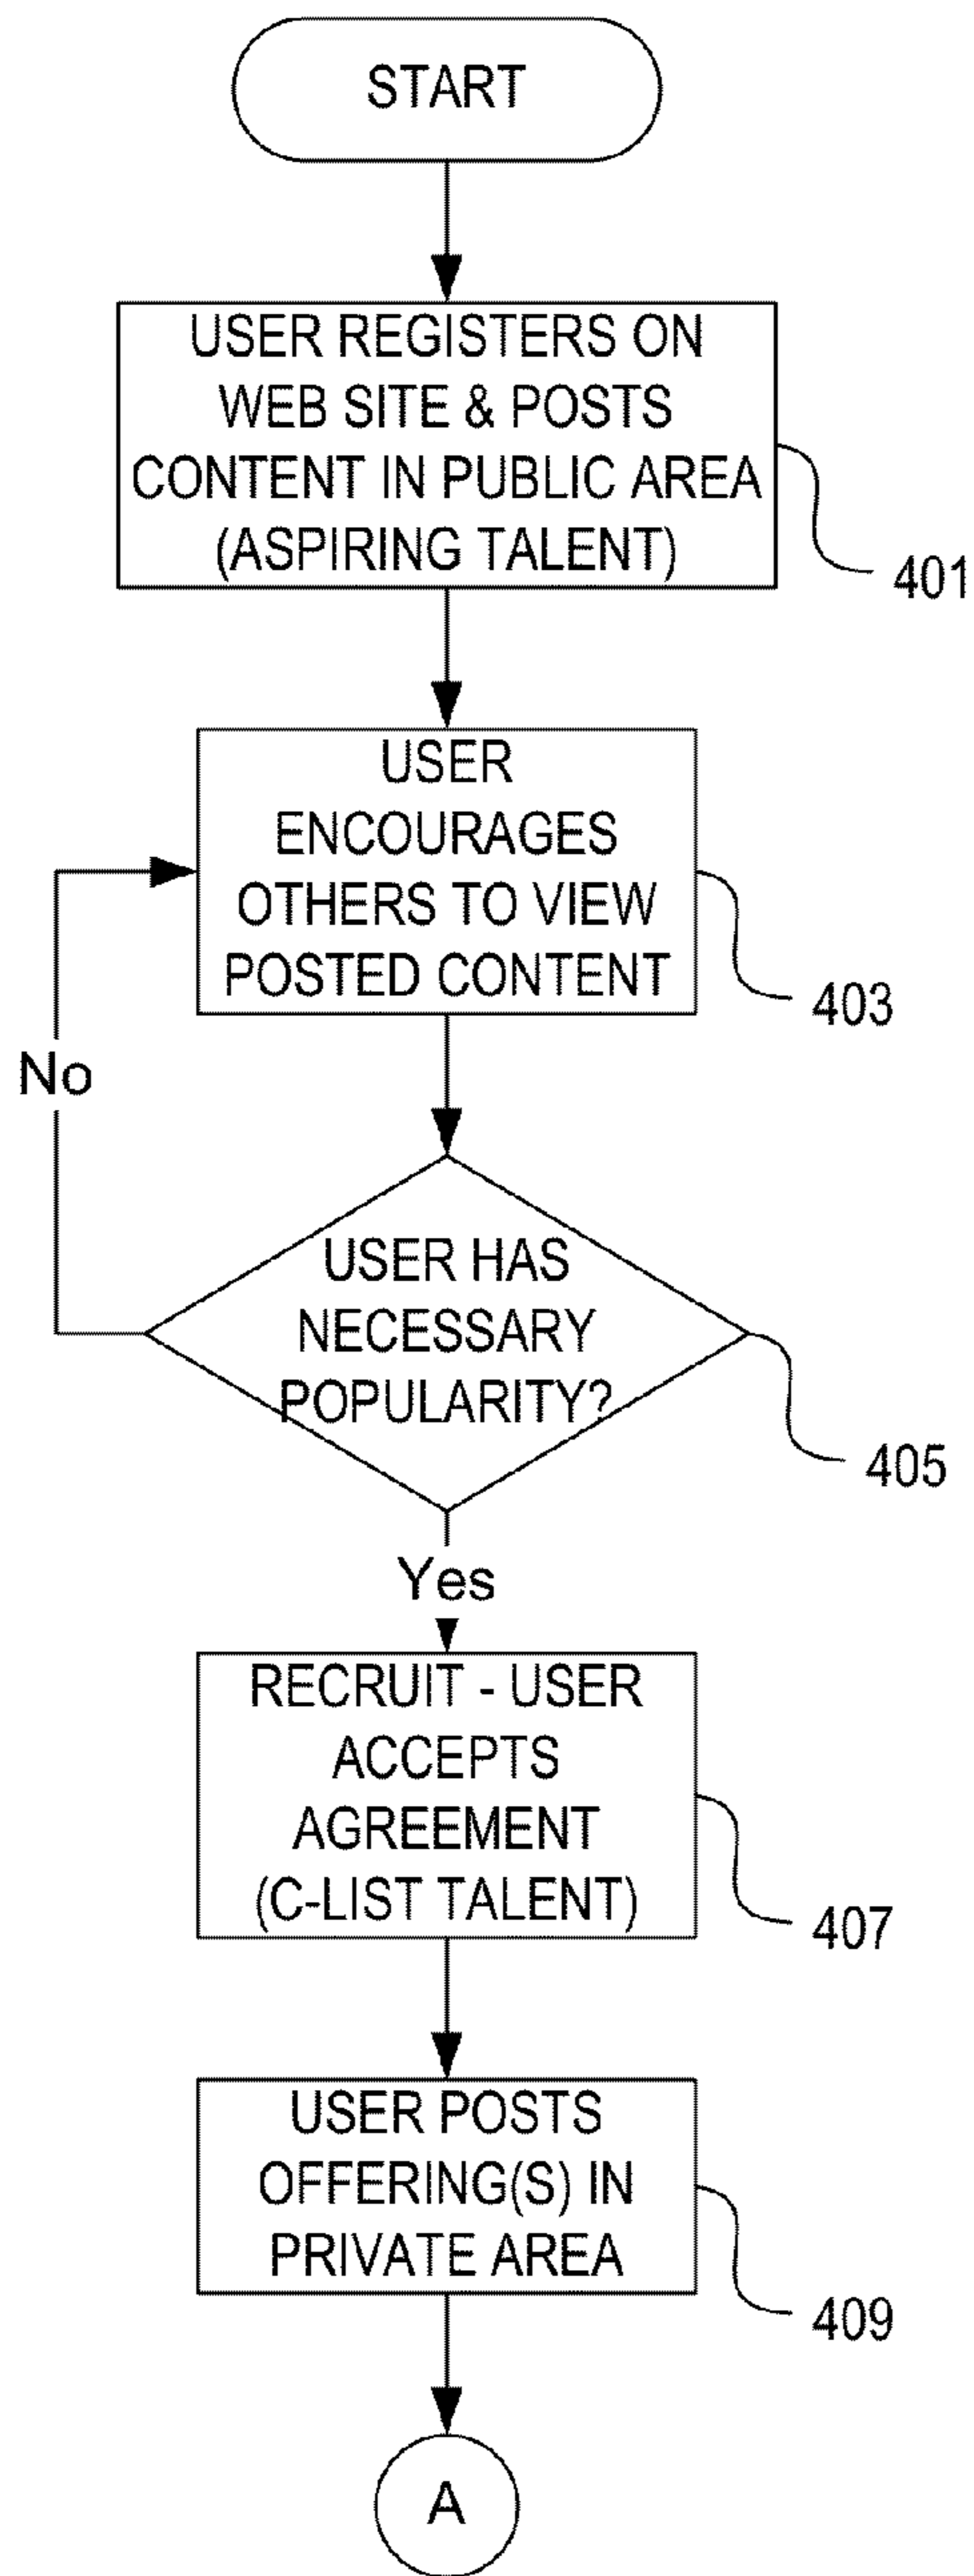 START
USER REGISTERS ON
WEB SITE & POSTS
CONTENT IN PUBLIC AREA
(ASPIRING TALENT)
401
USER
ENCOURAGES
OTHERS TO VIEW
POSTED CONTENT
403
No
USER HAS
NECESSARY
POPULARITY?
405
Yes
RECRUIT - USER
ACCEPTS
AGREEMENT
(C-LIST TALENT)
407
USER POSTS
OFFERING(S) IN
PRIVATE AREA
409
A